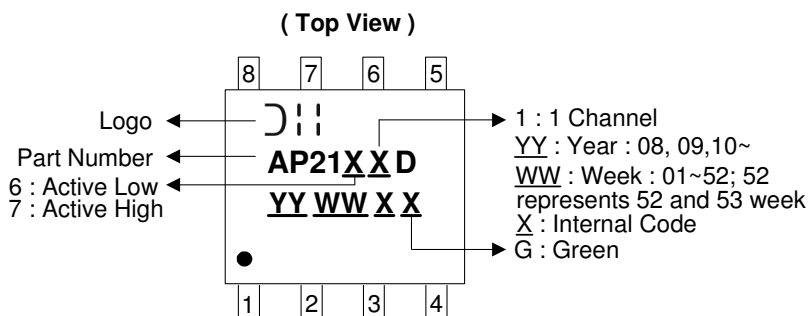 ( Top View )
8 7 6 5
Logo
Part Number
6 : Active Low
7 : Active High
AP21XXD
YY WW X X
1 : 1 Channel
YY : Year : 08, 09,10~
WW : Week : 01~52; 52
represents 52 and 53 week
X : Internal Code
G : Green
1 2 3 4